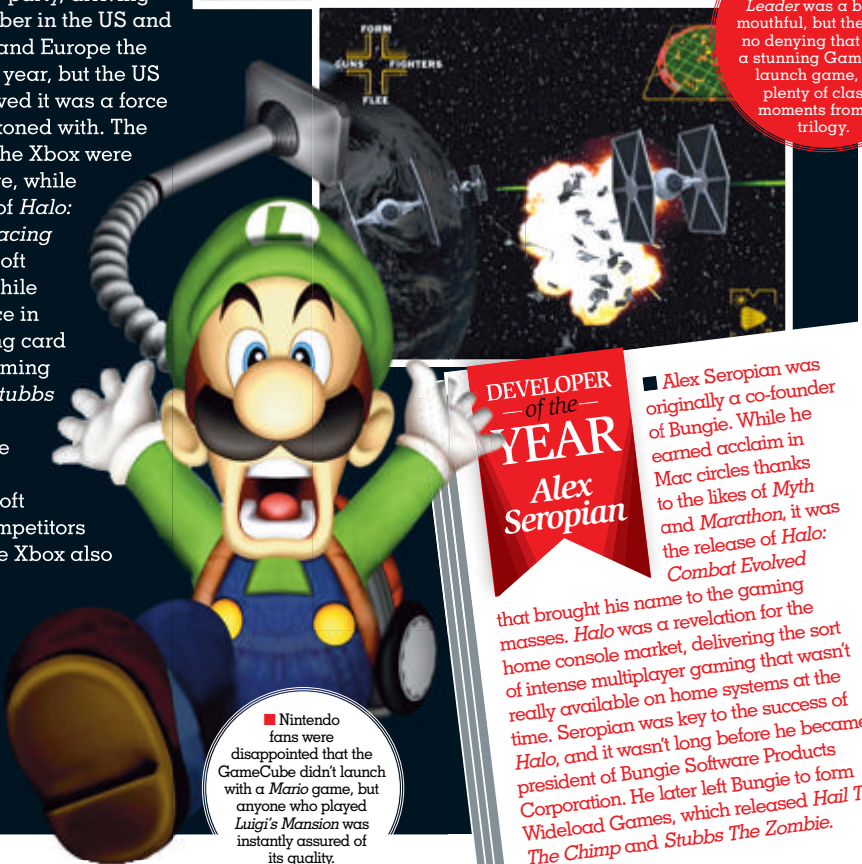 ber in the US and
and Europe the
year, but the US
ved it was a force
koned with. The
he Xbox were
e, while
of Halo:
acing
oft
hile
ce in
ng card
ming
tubbs
e
oft
mpetitors
e Xbox also
FORM
GUNS FIGHTERS
FLEE
Leader was a b
mouthful, but the
no denying that
a stunning Gam
launch game,
plenty of clas
moments from
trilogy.
L
DEVELOPER
of the
YEAR
Alex
Seropian
■ Alex Seropian was
originally a co-founder
of Bungie. While he
earned acclaim in
Mac circles thanks
to the likes of Myth
and Marathon, it was
the release of Halo:
Combat Evolved
that brought his name to the gaming
masses. Halo was a revelation for the
home console market, delivering the sort
of intense multiplayer gaming that wasn't
really available on home systems at the
time. Seropian was key to the success of
Halo, and it wasn't long before he became
president of Bungie Software Products
Corporation. He later left Bungie to form
Wideload Games, which released Hail T
The Chimp and Stubbs The Zombie.
■ Nintendo
fans were
disappointed that the
GameCube didn't launch
with a Mario game, but
anyone who played
Luigi's Mansion was
instantly assured of
its quality.